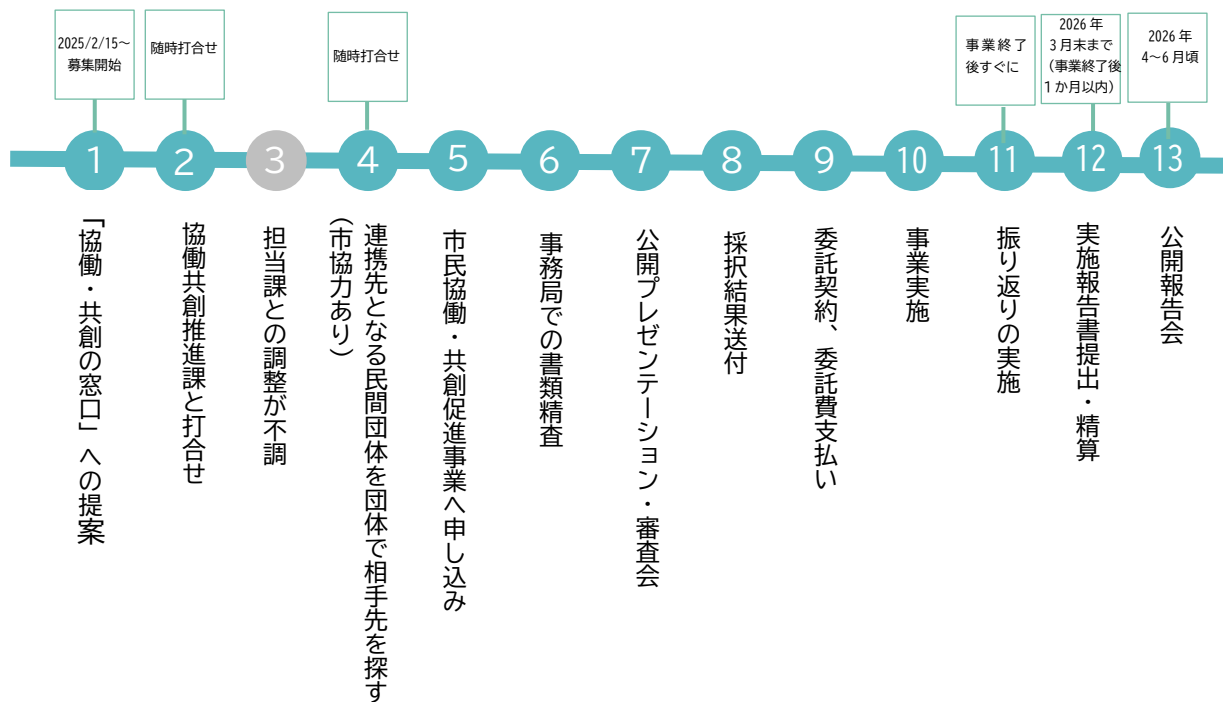 2025/2/15～
募集開始
随時打合せ
随時打合せ
事業終了
後すぐに
2026年
3月末まで
（事業終了後
1か月以内）
2026年
4～6月頃
1
2
3
4
5
6
7
8
9
10
11
12
13
「協働・共創の窓口」への提案
協働共創推進課と打合せ
担当課との調整が不調
連携先となる民間団体を団体で相手先を探す
（市協力あり）
市民協働・共創促進事業へ申し込み
事務局での書類精査
公開プレゼンテーション・審査会
採択結果送付
委託契約、委託費支払い
事業実施
振り返りの実施
実施報告書提出・精算
公開報告会